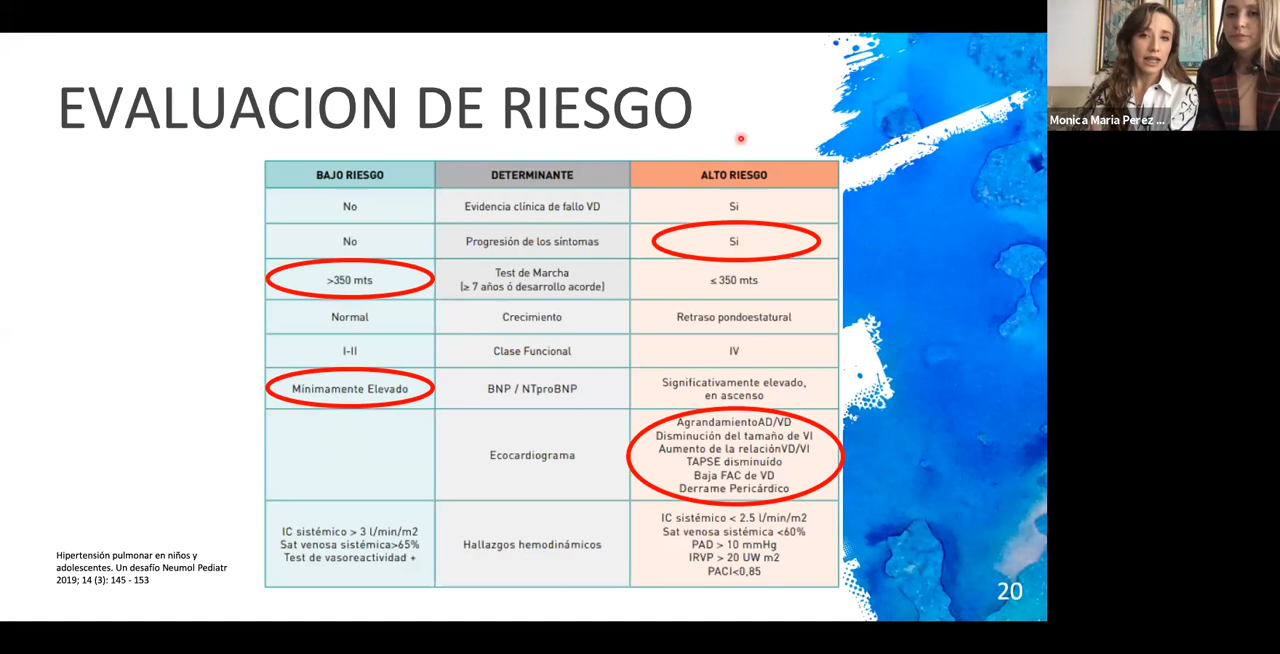 EVALUACION DE RIESGO
Monica Maria Perez ...
BAJO RIESGO DETERMINANTE ALTO RIESGO
No Evidencia clínica de fallo VD Si
No Progresión de los síntomas Si
>350 mts Test de Marcha (≥ 7 años ó desarrollo acorde) ≤ 350 mts
Normal Crecimiento Retraso pondoestatural
I-II Clase Funcional IV
Mínimamente Elevado BNP / NTproBNP Significativamente elevado, en ascenso
Ecocardiograma
AgrandamientoAD/VD
Disminución del tamaño de VI
Aumento de la relaciónVD/VI
TAPSE disminuído
Baja FAC de VD
Derrame Pericárdico
IC sistémico > 3 l/min/m2
Sat venosa sistémica>65%
Test de vasoreactividad +
Hallazgos hemodinámicos
IC sistémico < 2.5 l/min/m2
Sat venosa sistémica <60%
PAD > 10 mmHg
IRVP > 20 UW m2
PACI<0,85
Hipertensión pulmonar en niños y
adolescentes. Un desafío Neumol Pediatr
2019; 14 (3): 145 - 153
20